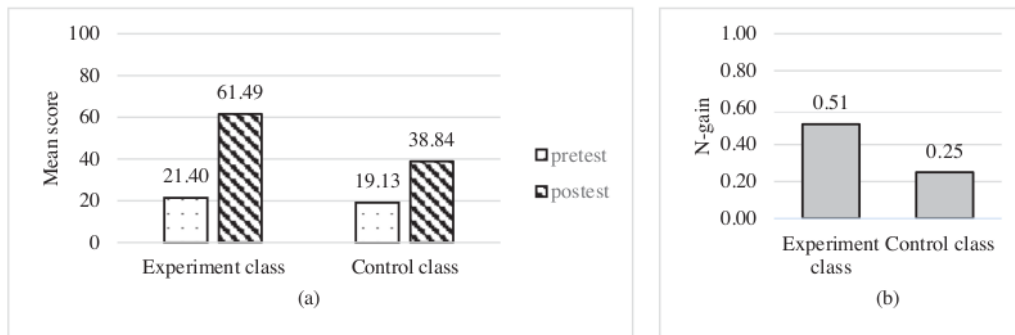 100
80
60
40
20
0
Mean score
61.49
38.84
21.40
19.13
Experiment class
Control class
pretest
postest
(a)
1.00
0.80
0.60
0.40
0.20
0.00
N-gain
0.51
0.25
Experiment
class
Control class
(b)